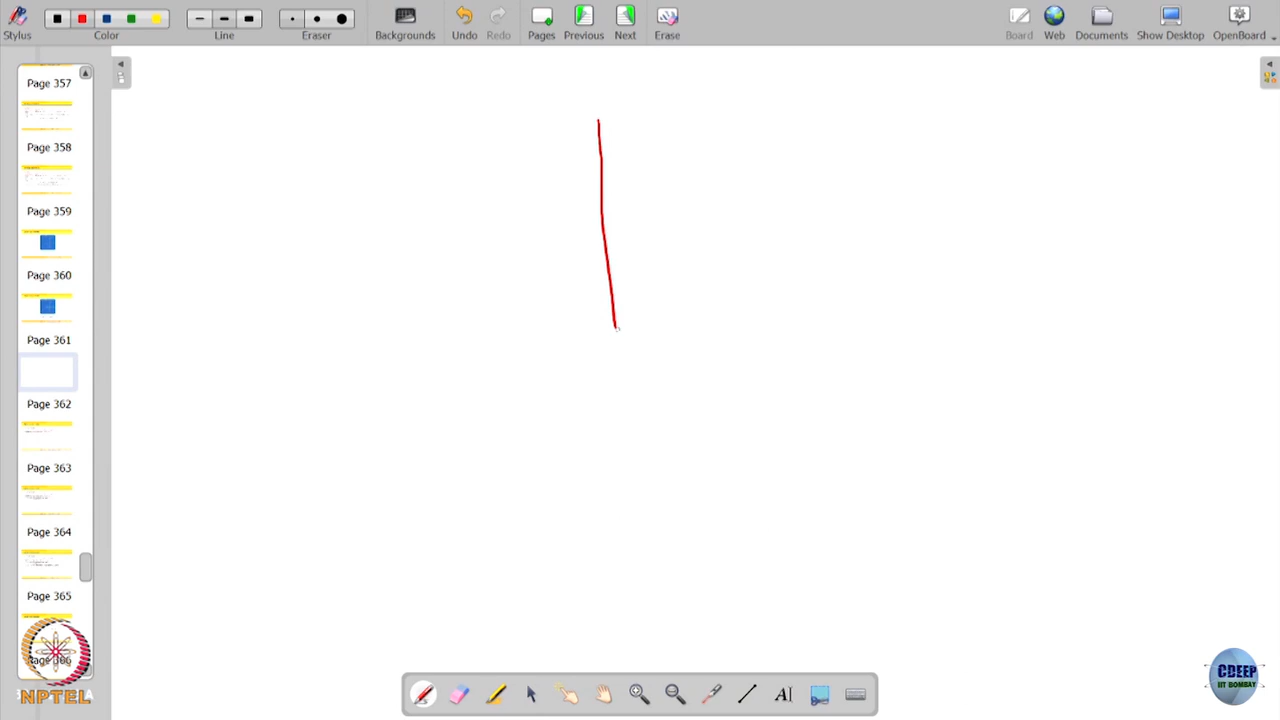 Stylus
Color
Line
Eraser
Backgrounds
Undo
Redo
Pages
Previous
Next
Erase
Board
Web
Documents
Show Desktop
OpenBoard
Page 357
Page 358
Page 359
Page 360
Page 361
Page 362
Page 363
Page 364
Page 365
NPTEL
CDEEP
IIT BOMBAY
AI